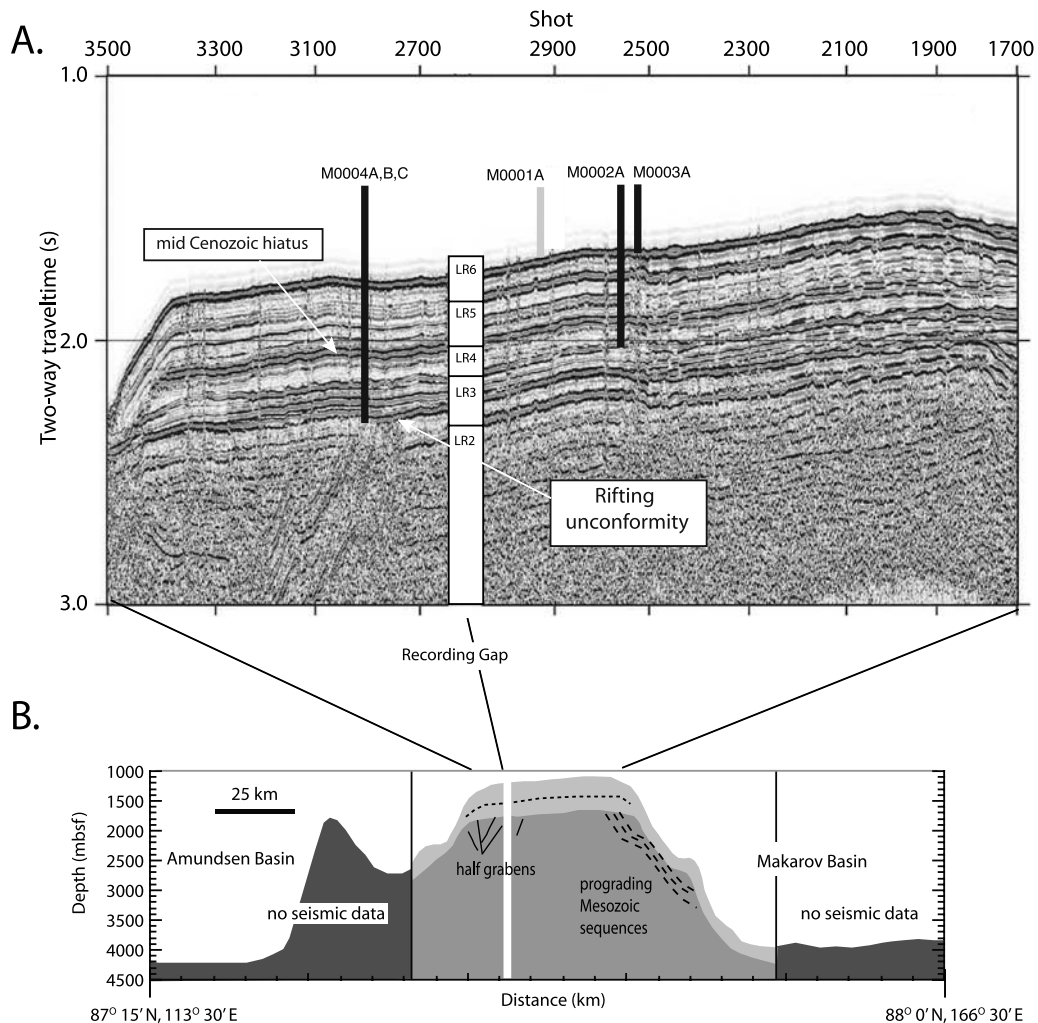 A.
Shot
3500 3300 3100 2700 2900 2500 2300 2100 1900 1700
1.0
M0004A,B,C
M0001A
M0002A
M0003A
mid Cenozoic hiatus
LR6
LR5
2.0
LR4
LR3
LR2
Rifting
unconformity
3.0
Two-way traveltime (s)
Recording Gap
B.
1000
1500
2000
2500
3000
3500
4000
4500
Depth (mbsf)
25 km
Amundsen Basin
half grabens
Makarov Basin
prograding
Mesozoic
sequences
no seismic data
no seismic data
Distance (km)
87° 15′ N, 113° 30′ E
88° 0′ N, 166° 30′ E